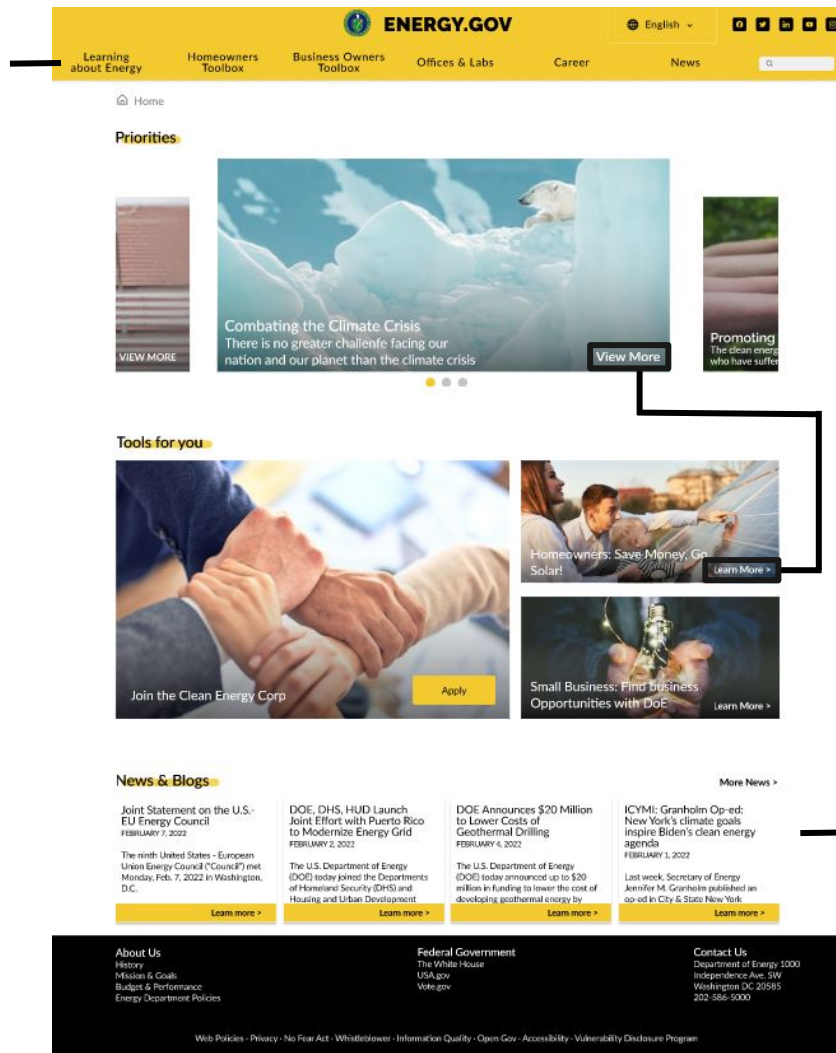 ENERGY.GOV
English
Learning
about Energy
Homeowners
Toolbox
Business Owners
Toolbox
Offices & Labs
Career
News
Home
Priorities
VIEW MORE
Combating the Climate Crisis
There is no greater challenfe facing our
nation and our planet than the climate crisis
View More
Promoting
The clean energ
who have suffer
Tools for you
Join the Clean Energy Corp
Apply
Homeowners: Save Money, Go
Solar!
Learn More >
Small Business: Find business
Opportunities with DoE
Learn More >
News & Blogs
More News >
Joint Statement on the U.S.-
EU Energy Council
FEBRUARY 7, 2022
The ninth United States - European
Union Energy Council ("Council") met
Monday, Feb. 7, 2022 in Washington,
D.C.
Learn more >
DOE, DHS, HUD Launch
Joint Effort with Puerto Rico
to Modernize Energy Grid
FEBRUARY 2, 2022
The U.S. Department of Energy
(DOE) today joined the Departments
of Homeland Security (DHS) and
Housing and Urban Development
Learn more >
DOE Announces $20 Million
to Lower Costs of
Geothermal Drilling
FEBRUARY 4, 2022
The U.S. Department of Energy
(DOE) today announced up to $20
million in funding to lower the cost of
developing geothermal energy by
Learn more >
ICYMI: Granholm Op-ed:
New York's climate goals
inspire Biden's clean energy
agenda
FEBRUARY 1, 2022
Last week, Secretary of Energy
Jennifer M. Granholm published an
op-ed in City & State New York
Learn more >
About Us
History
Mission & Goals
Budget & Performance
Energy Department Policies
Federal Government
The White House
USA.gov
Vote.gov
Contact Us
Department of Energy 1000
Independence Ave. SW
Washington DC 20585
202-586-5000
Web Policies - Privacy - No Fear Act - Whistleblower - Information Quality - Open Gov - Accessibility - Vulnerability Disclosure Program